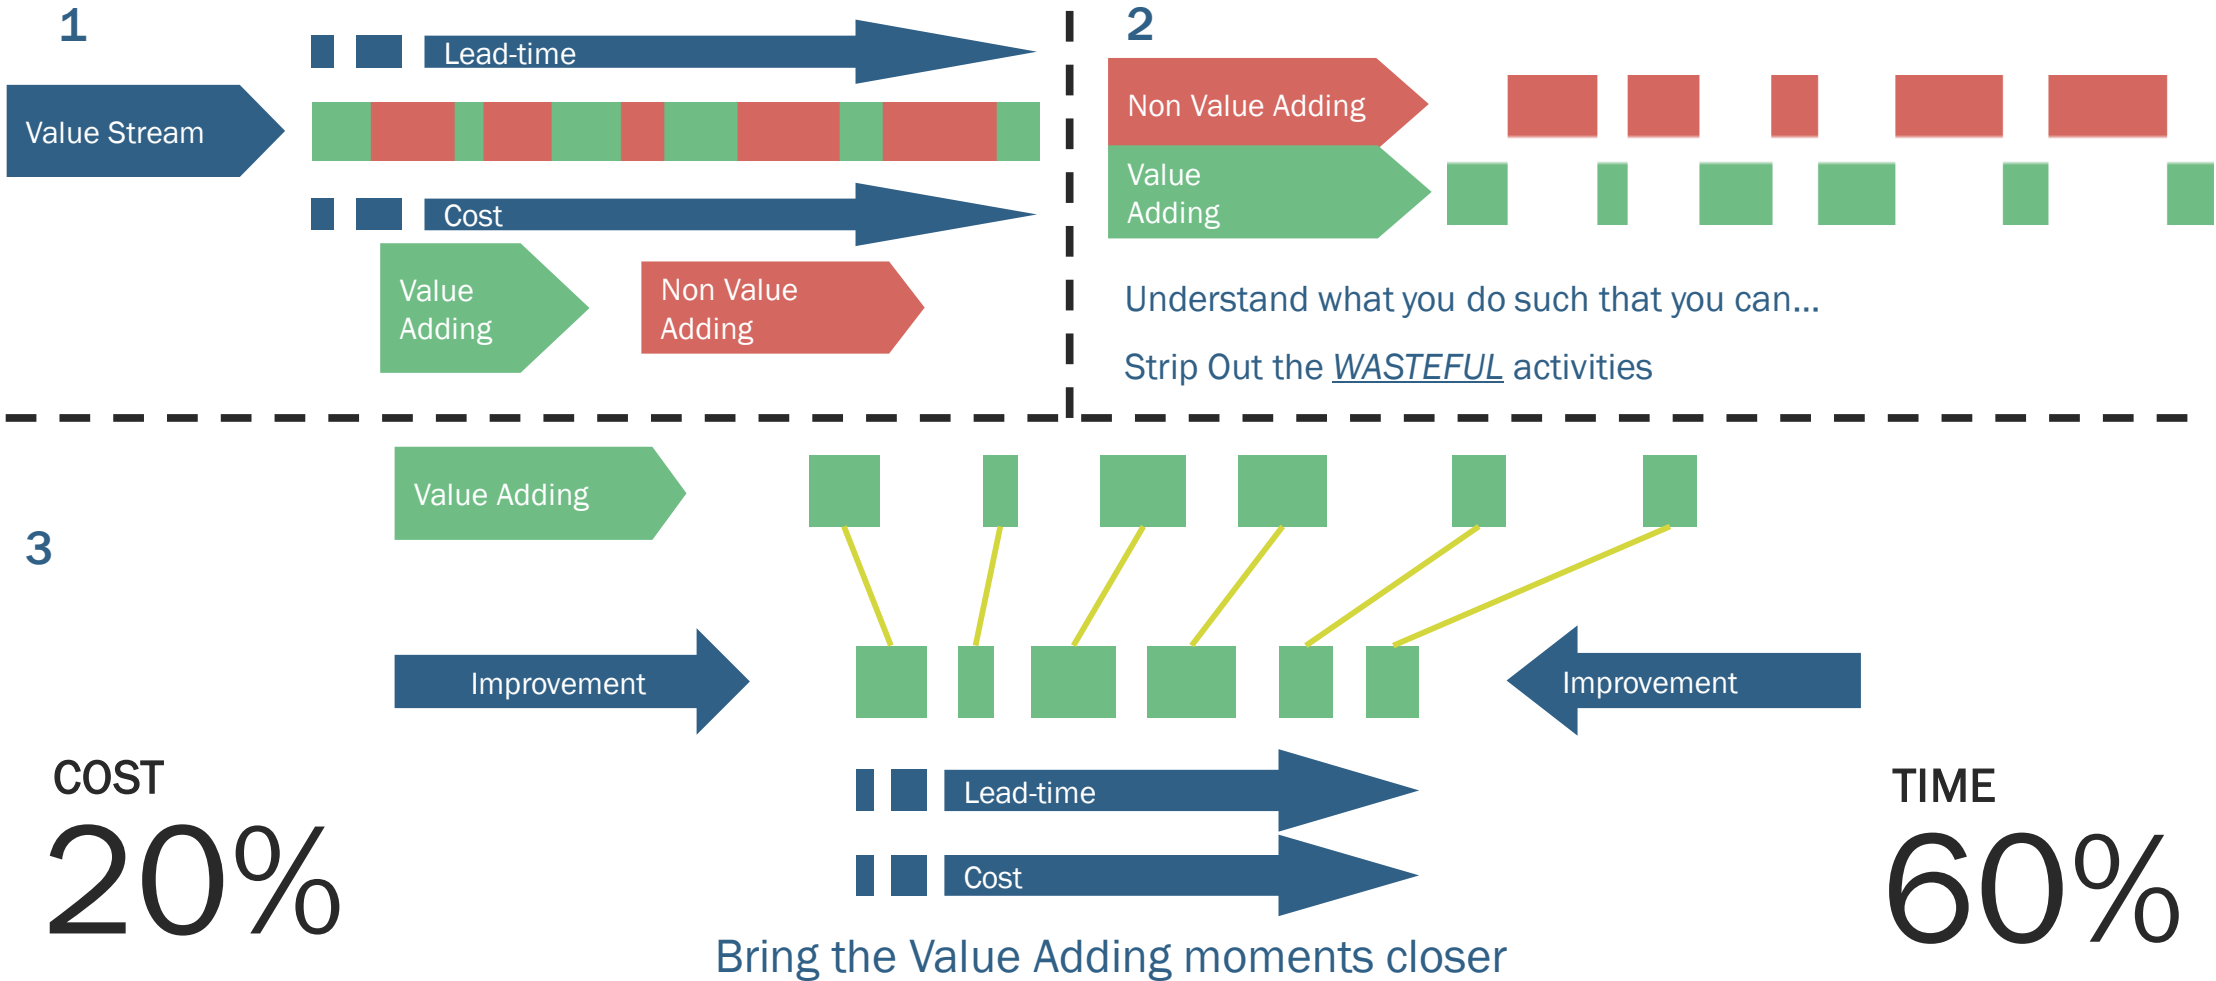 1
Lead-time
Value Stream
Cost
Value
Adding
Non Value
Adding
2
Non Value Adding
Value
Adding
Understand what you do such that you can...
Strip Out the WASTEFUL activities
3
Value Adding
Improvement
Improvement
COST
20%
Lead-time
Cost
TIME
60%
Bring the Value Adding moments closer